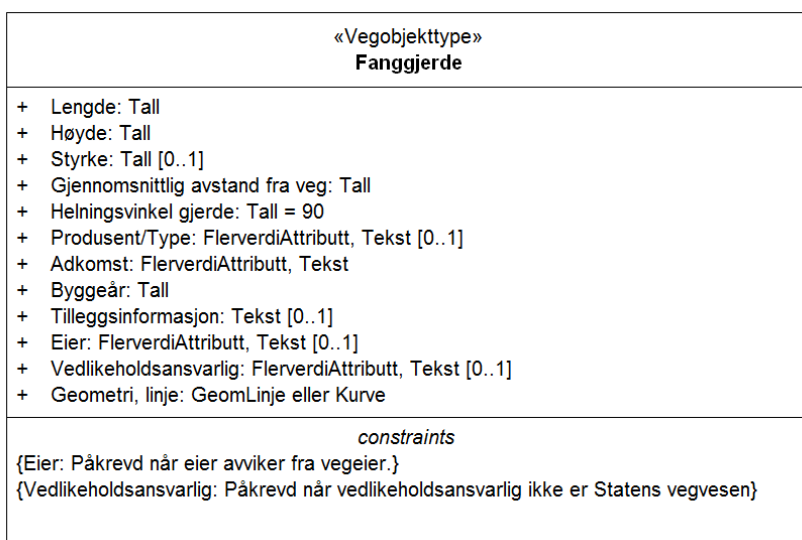 «Vegobjekttype»
Fanggjerde
+ Lengde: Tall
+ Høyde: Tall
+ Styrke: Tall [0..1]
+ Gjennomsnittlig avstand fra veg: Tall
+ Helningsvinkel gjerde: Tall = 90
+ Produsent/Type: FlerverdiAttributt, Tekst [0..1]
+ Adkomst: FlerverdiAttributt, Tekst
+ Byggeår: Tall
+ Tilleggsinformasjon: Tekst [0..1]
+ Eier: FlerverdiAttributt, Tekst [0..1]
+ Vedlikeholdsansvarlig: FlerverdiAttributt, Tekst [0..1]
+ Geometri, linje: GeomLinje eller Kurve
constraints
{Eier: Påkrevd når eier avviker fra vegeier.}
{Vedlikeholdsansvarlig: Påkrevd når vedlikeholdsansvarlig ikke er Statens vegvesen}